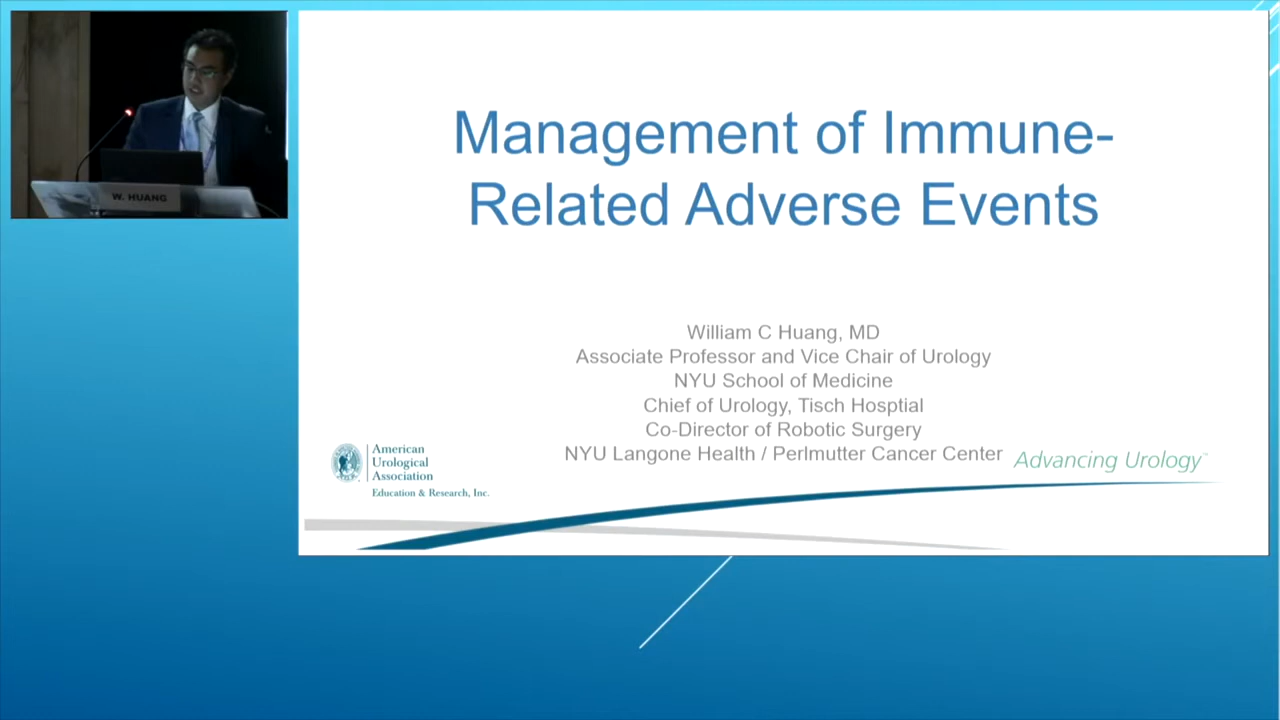 W. HUANG
Management of Immune-
Related Adverse Events
William C Huang, MD
Associate Professor and Vice Chair of Urology
NYU School of Medicine
Chief of Urology, Tisch Hosptial
Co-Director of Robotic Surgery
NYU Langone Health / Perlmutter Cancer Center
American
Urological
Association
Education & Research, Inc.
Advancing Urology™